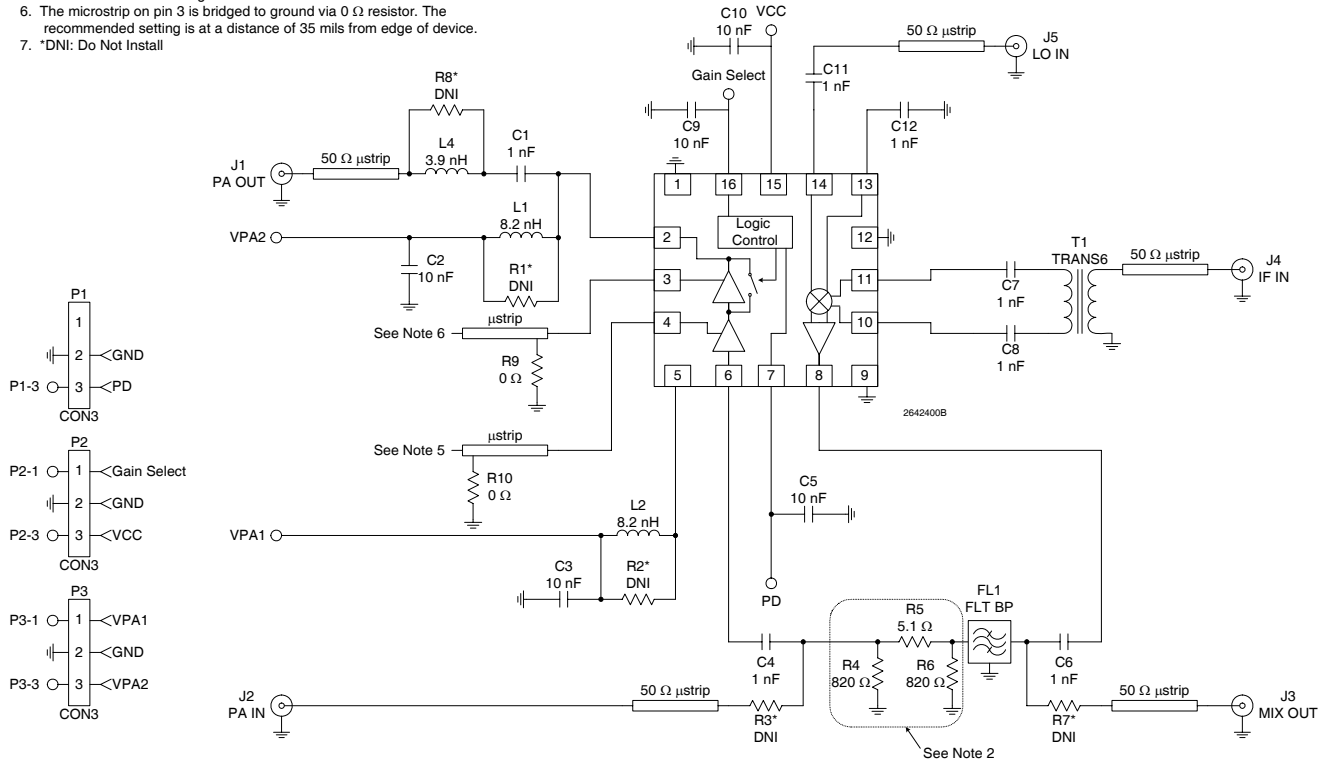 6. The microstrip on pin 3 is bridged to ground via 0 Ω resistor. The
recommended setting is at a distance of 35 mils from edge of device.
7. *DNI: Do Not Install
C10
10 nF
VCC
Gain Select
C9
10 nF
50 Ω µstrip
J5
LO IN
C11
1 nF
C12
1 nF
R8*
DNI
L4
3.9 nH
C1
1 nF
J1
PA OUT
50 Ω µstrip
L1
8.2 nH
VPA2
C2
10 nF
R1*
DNI
1
16
15
14
13
Logic
Control
2
3
4
12
11
10
5
6
7
8
9
2642400B
T1
TRANS6
C7
1 nF
C8
1 nF
50 Ω µstrip
J4
IF IN
See Note 6
µstrip
R9
0 Ω
P1
1
2
GND
P1-3
3
PD
CON3
P2
P2-1
1
Gain Select
2
GND
P2-3
3
VCC
CON3
P3
P3-1
1
VPA1
2
GND
P3-3
3
VPA2
CON3
See Note 5
µstrip
R10
0 Ω
L2
8.2 nH
VPA1
C3
10 nF
R2*
DNI
C5
10 nF
PD
R5
5.1 Ω
FL1
FLT BP
C4
1 nF
R4
820 Ω
R6
820 Ω
C6
1 nF
J2
PA IN
50 Ω µstrip
R3*
DNI
R7*
DNI
50 Ω µstrip
J3
MIX OUT
See Note 2